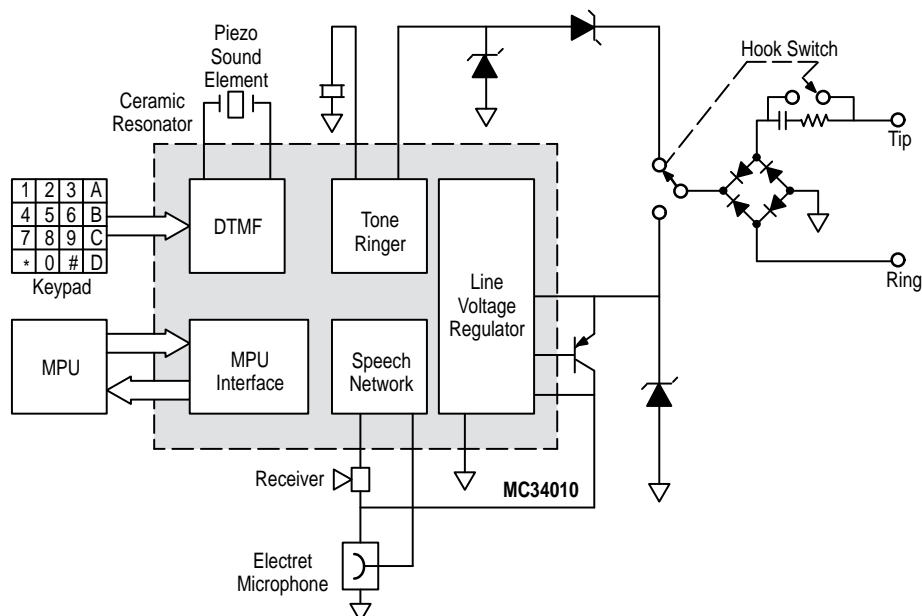 Piezo
Sound
Element
Ceramic
Resonator
Hook Switch
Tip
Ring
1 2 3 A
4 5 6 B
7 8 9 C
* 0 # D
Keypad
DTMF
Tone
Ringer
Line
Voltage
Regulator
MPU
MPU
Interface
Speech
Network
Receiver
MC34010
Electret
Microphone